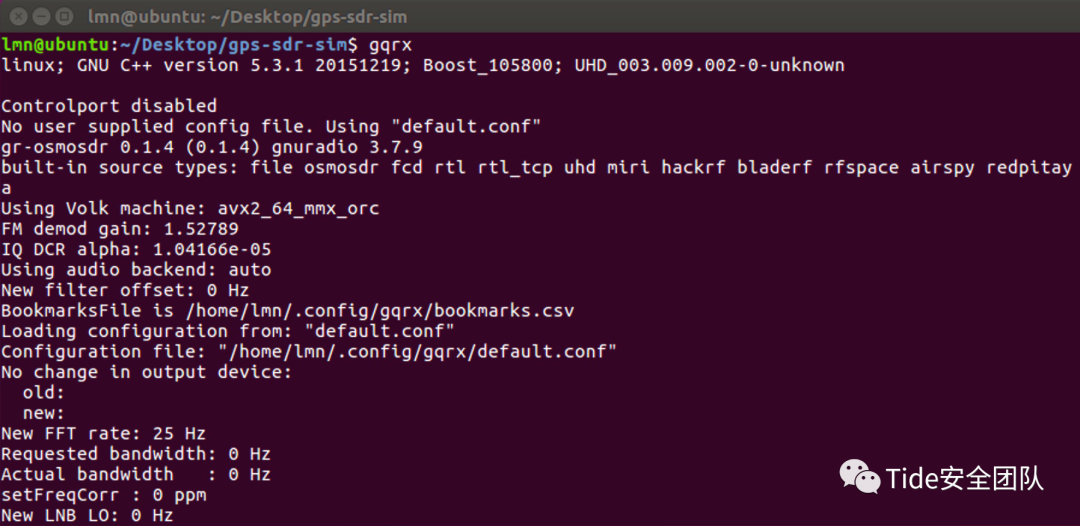 lmn@ubuntu: ~/Desktop/gps-sdr-sim
lmn@ubuntu:~/Desktop/gps-sdr-sim$ gqrx
linux; GNU C++ version 5.3.1 20151219; Boost_105800; UHD_003.009.002-0-unknown
Controlport disabled
No user supplied config file. Using "default.conf"
gr-osmosdr 0.1.4 (0.1.4) gnuradio 3.7.9
built-in source types: file osmosdr fcd rtl rtl_tcp uhd miri hackrf bladerf rfspace airspy redpitay
a
Using Volk machine: avx2_64_mmx_orc
FM demod gain: 1.52789
IQ DCR alpha: 1.04166e-05
Using audio backend: auto
New filter offset: 0 Hz
BookmarksFile is /home/lmn/.config/gqrx/bookmarks.csv
Loading configuration from: "default.conf"
Configuration file: "/home/lmn/.config/gqrx/default.conf"
No change in output device:
  old:
  new:
New FFT rate: 25 Hz
Requested bandwidth: 0 Hz
Actual bandwidth   : 0 Hz
setFreqCorr : 0 ppm
New LNB LO: 0 Hz
Tide安全团队